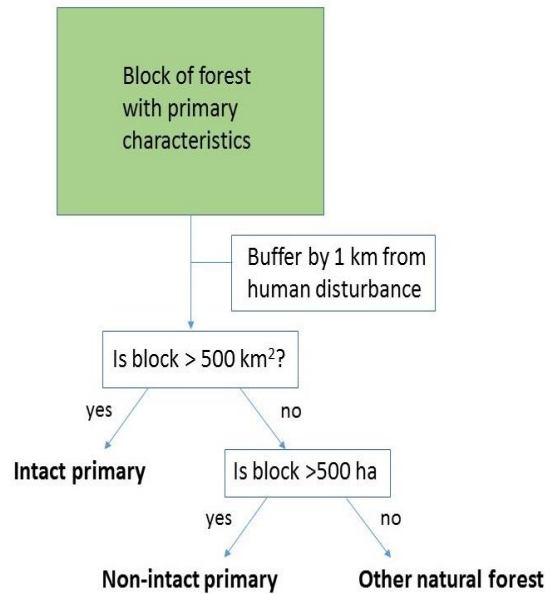 Block of forest
with primary
characteristics
Buffer by 1 km from
human disturbance
Is block > 500 km²?
yes
no
Intact primary
Is block >500 ha
yes
no
Non-intact primary
Other natural forest